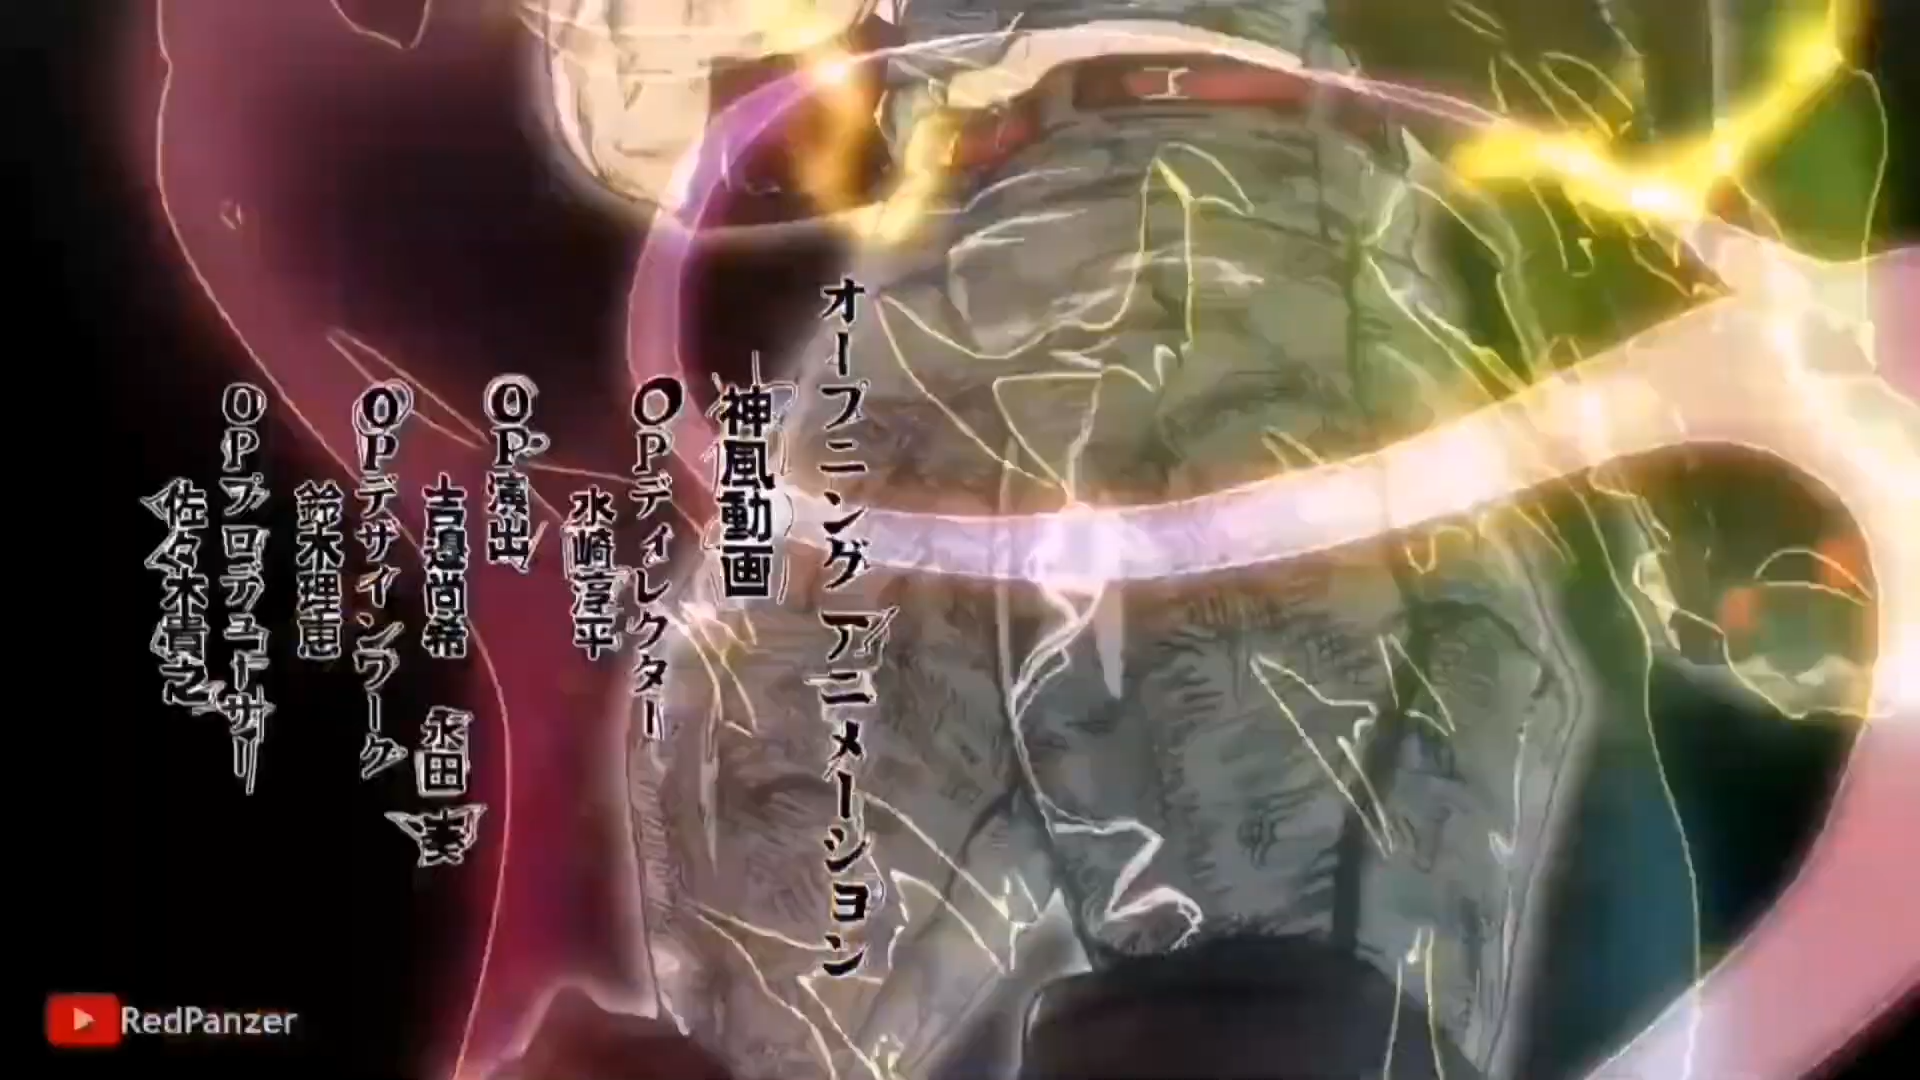 オープニング アニメーション
神風動画
OPディレクター
水崎淳平
OP演出
吉邉尚希 永田奏
OPデザインワーク
鈴木理恵
OPプロデューサー
佐々木貴之
RedPanzer